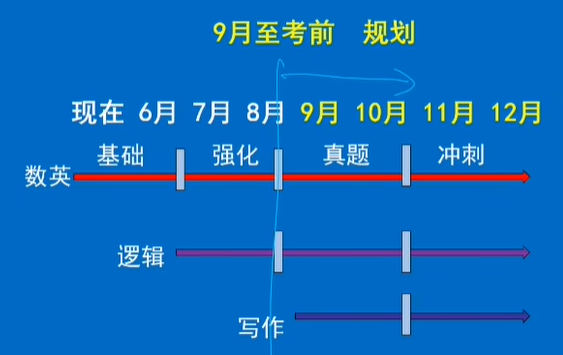 9月至考前 规划
现在 6月 7月 8月 9月 10月 11月 12月
基础 强化 真题 冲刺
数英
逻辑
写作